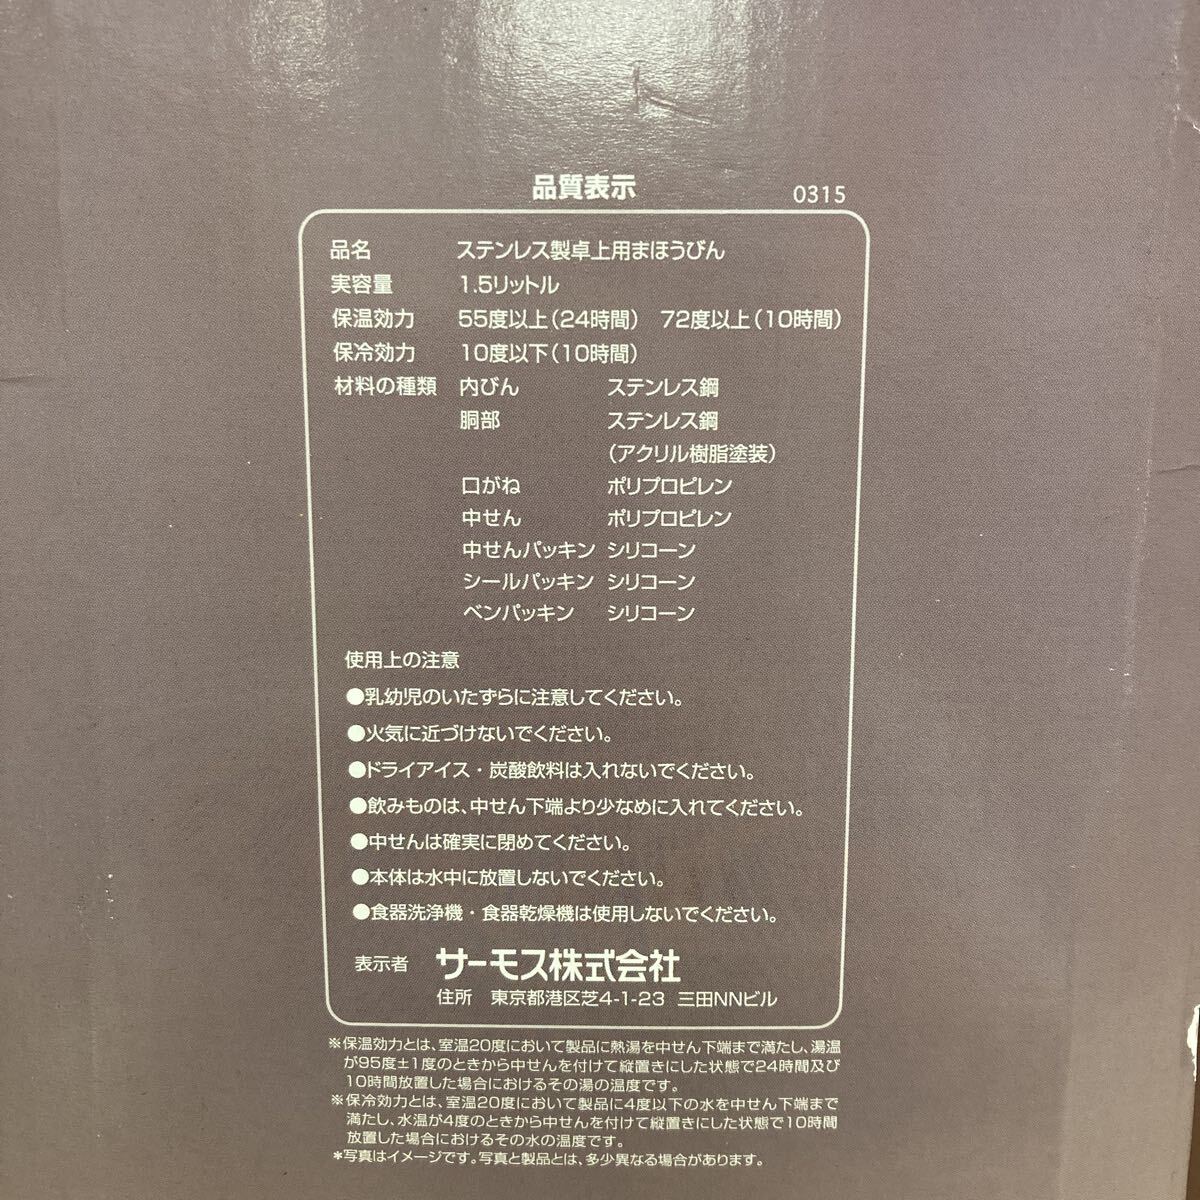 品質表示 0315
品名 ステンレス製卓上用まほうびん
実容量 1.5リットル
保温効力 55度以上(24時間) 72度以上(10時間)
保冷効力 10度以下(10時間)
材料の種類 内びん ステンレス鋼
胴部 ステンレス鋼
(アクリル樹脂塗装)
口がね ポリプロピレン
中せん ポリプロピレン
中せんパッキン シリコーン
シールパッキン シリコーン
ベンパッキン シリコーン
使用上の注意
●乳幼児のいたずらに注意してください。
●火気に近づけないでください。
●ドライアイス・炭酸飲料は入れないでください。
●飲みものは、中せん下端より少なめに入れてください。
●中せんは確実に閉めてください。
●本体は水中に放置しないでください。
●食器洗浄機・食器乾燥機は使用しないでください。
表示者 サーモス株式会社
住所 東京都港区芝4-1-23 三田NNビル
※保温効力とは、室温20度において製品に熱湯を中せん下端まで満たし、湯温
が95度±1度のときから中せんを付けて縦置きにした状態で24時間及び
10時間放置した場合におけるその湯の温度です。
※保冷効力とは、室温20度において製品に4度以下の水を中せん下端まで
満たし、水温が4度のときから中せんを付けて縦置きにした状態で10時間
放置した場合におけるその水の温度です。
*写真はイメージです。写真と製品とは、多少異なる場合があります。